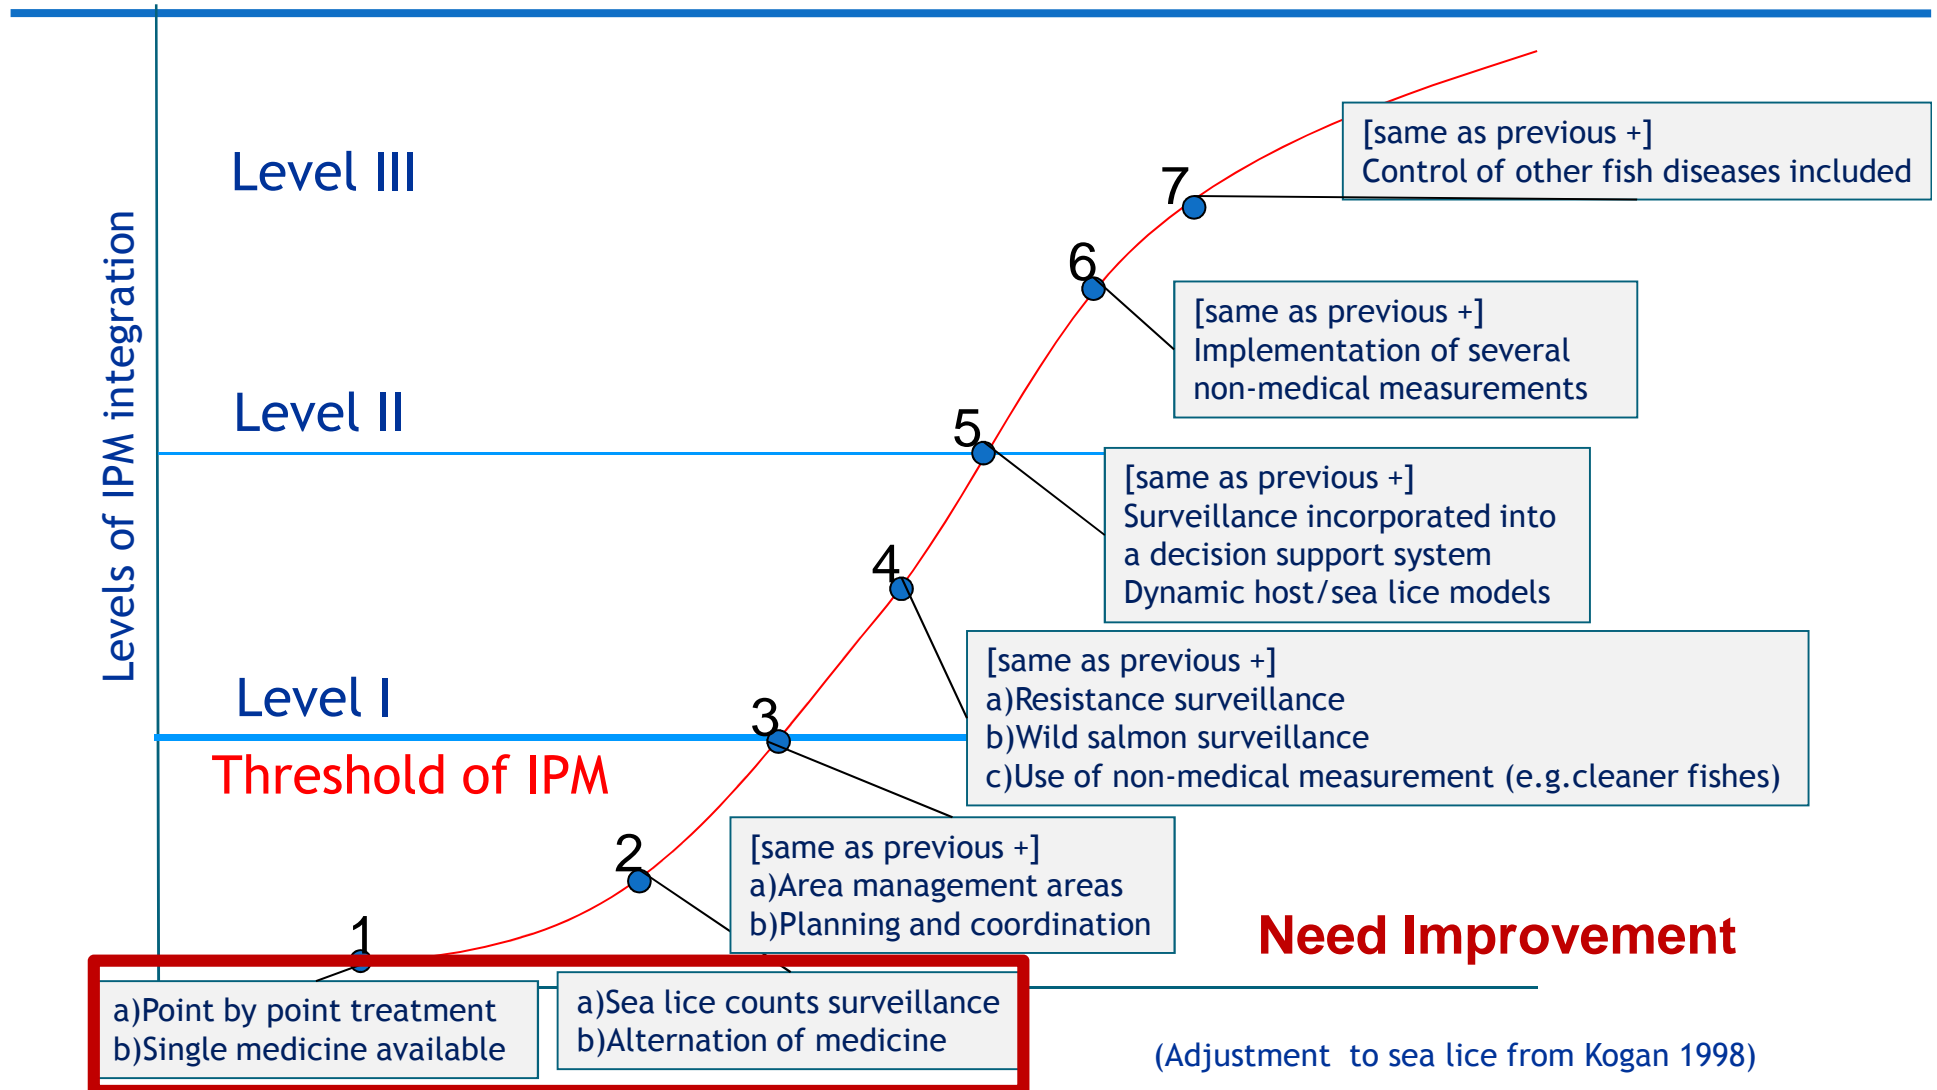 Levels of IPM integration
Level III
Level II
Level I
Threshold of IPM
7
[same as previous +]
Control of other fish diseases included
6
[same as previous +]
Implementation of several
non-medical measurements
5
[same as previous +]
Surveillance incorporated into
a decision support system
Dynamic host/sea lice models
4
[same as previous +]
a)Resistance surveillance
b)Wild salmon surveillance
c)Use of non-medical measurement (e.g.cleaner fishes)
3
[same as previous +]
a)Area management areas
b)Planning and coordination
2
a)Sea lice counts surveillance
b)Alternation of medicine
1
a)Point by point treatment
b)Single medicine available
Need Improvement
(Adjustment to sea lice from Kogan 1998)